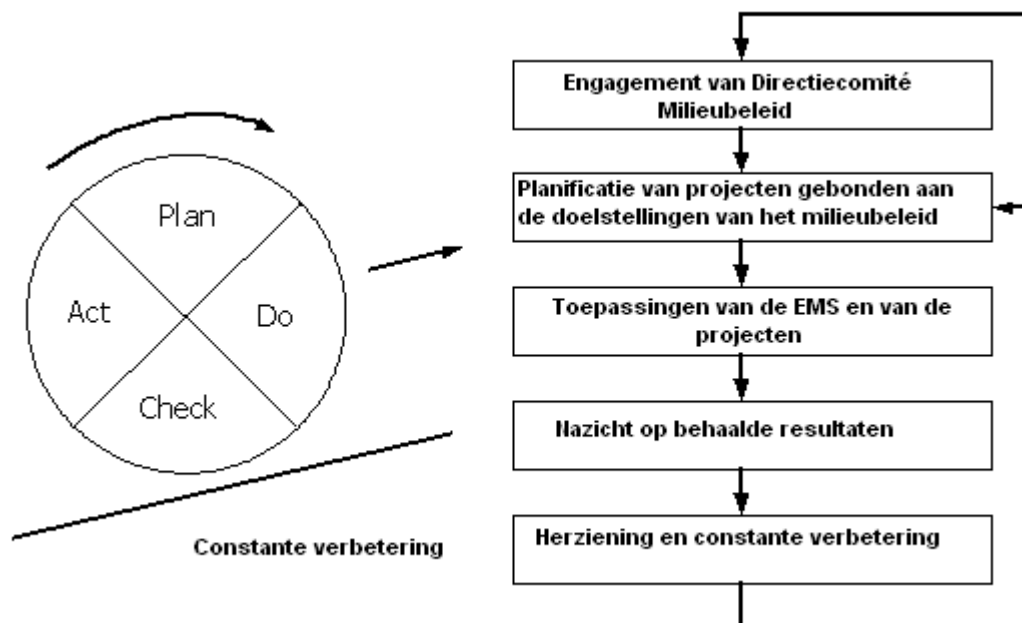 Plan
Act
Do
Check
Constante verbetering
Engagement van Directiecomité
Milieubeleid
Planificatie van projecten gebonden aan
de doelstellingen van het milieubeleid
Toepassingen van de EMS en van de
projecten
Nazicht op behaalde resultaten
Herziening en constante verbetering